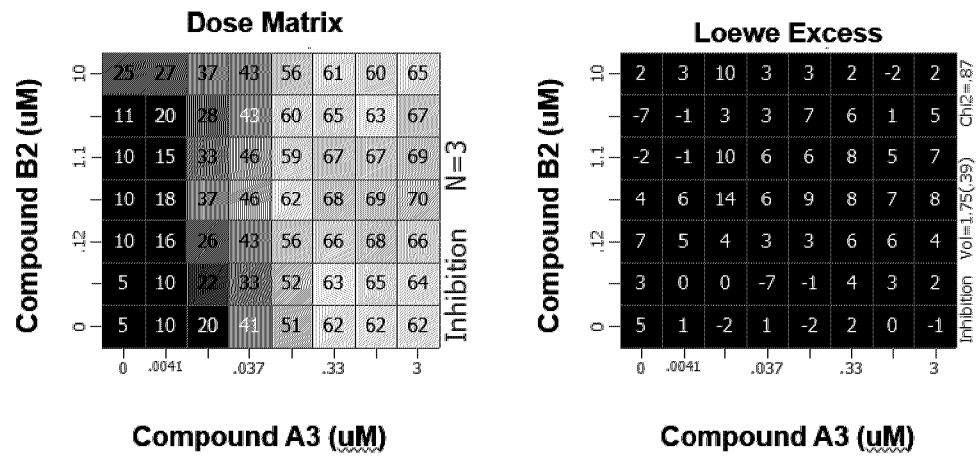 Dose Matrix
Compound B2 (uM)
10
1.1
.12
0
25 27 37 43 56 61 60 65
11 20 28 43 60 65 63 67
10 15 33 46 59 67 67 69
10 18 37 46 62 68 69 70
10 16 26 43 56 66 68 66
5 10 22 33 52 63 65 64
5 10 20 41 51 62 62 62
0 .0041 .037 .33 3
Inhibition N=3
Compound A3 (uM)
Loewe Excess
Compound B2 (uM)
10
1.1
.12
0
2 3 10 3 3 2 -2 2
-7 -1 3 3 7 6 1 5
-2 -1 10 6 6 8 5 7
4 6 14 6 9 8 7 8
7 5 4 3 3 6 6 4
3 0 0 -7 -1 4 3 2
5 1 -2 1 -2 2 0 -1
0 .0041 .037 .33 3
Inhibition Vol=1.75(.39) Chi2=.87
Compound A3 (uM)